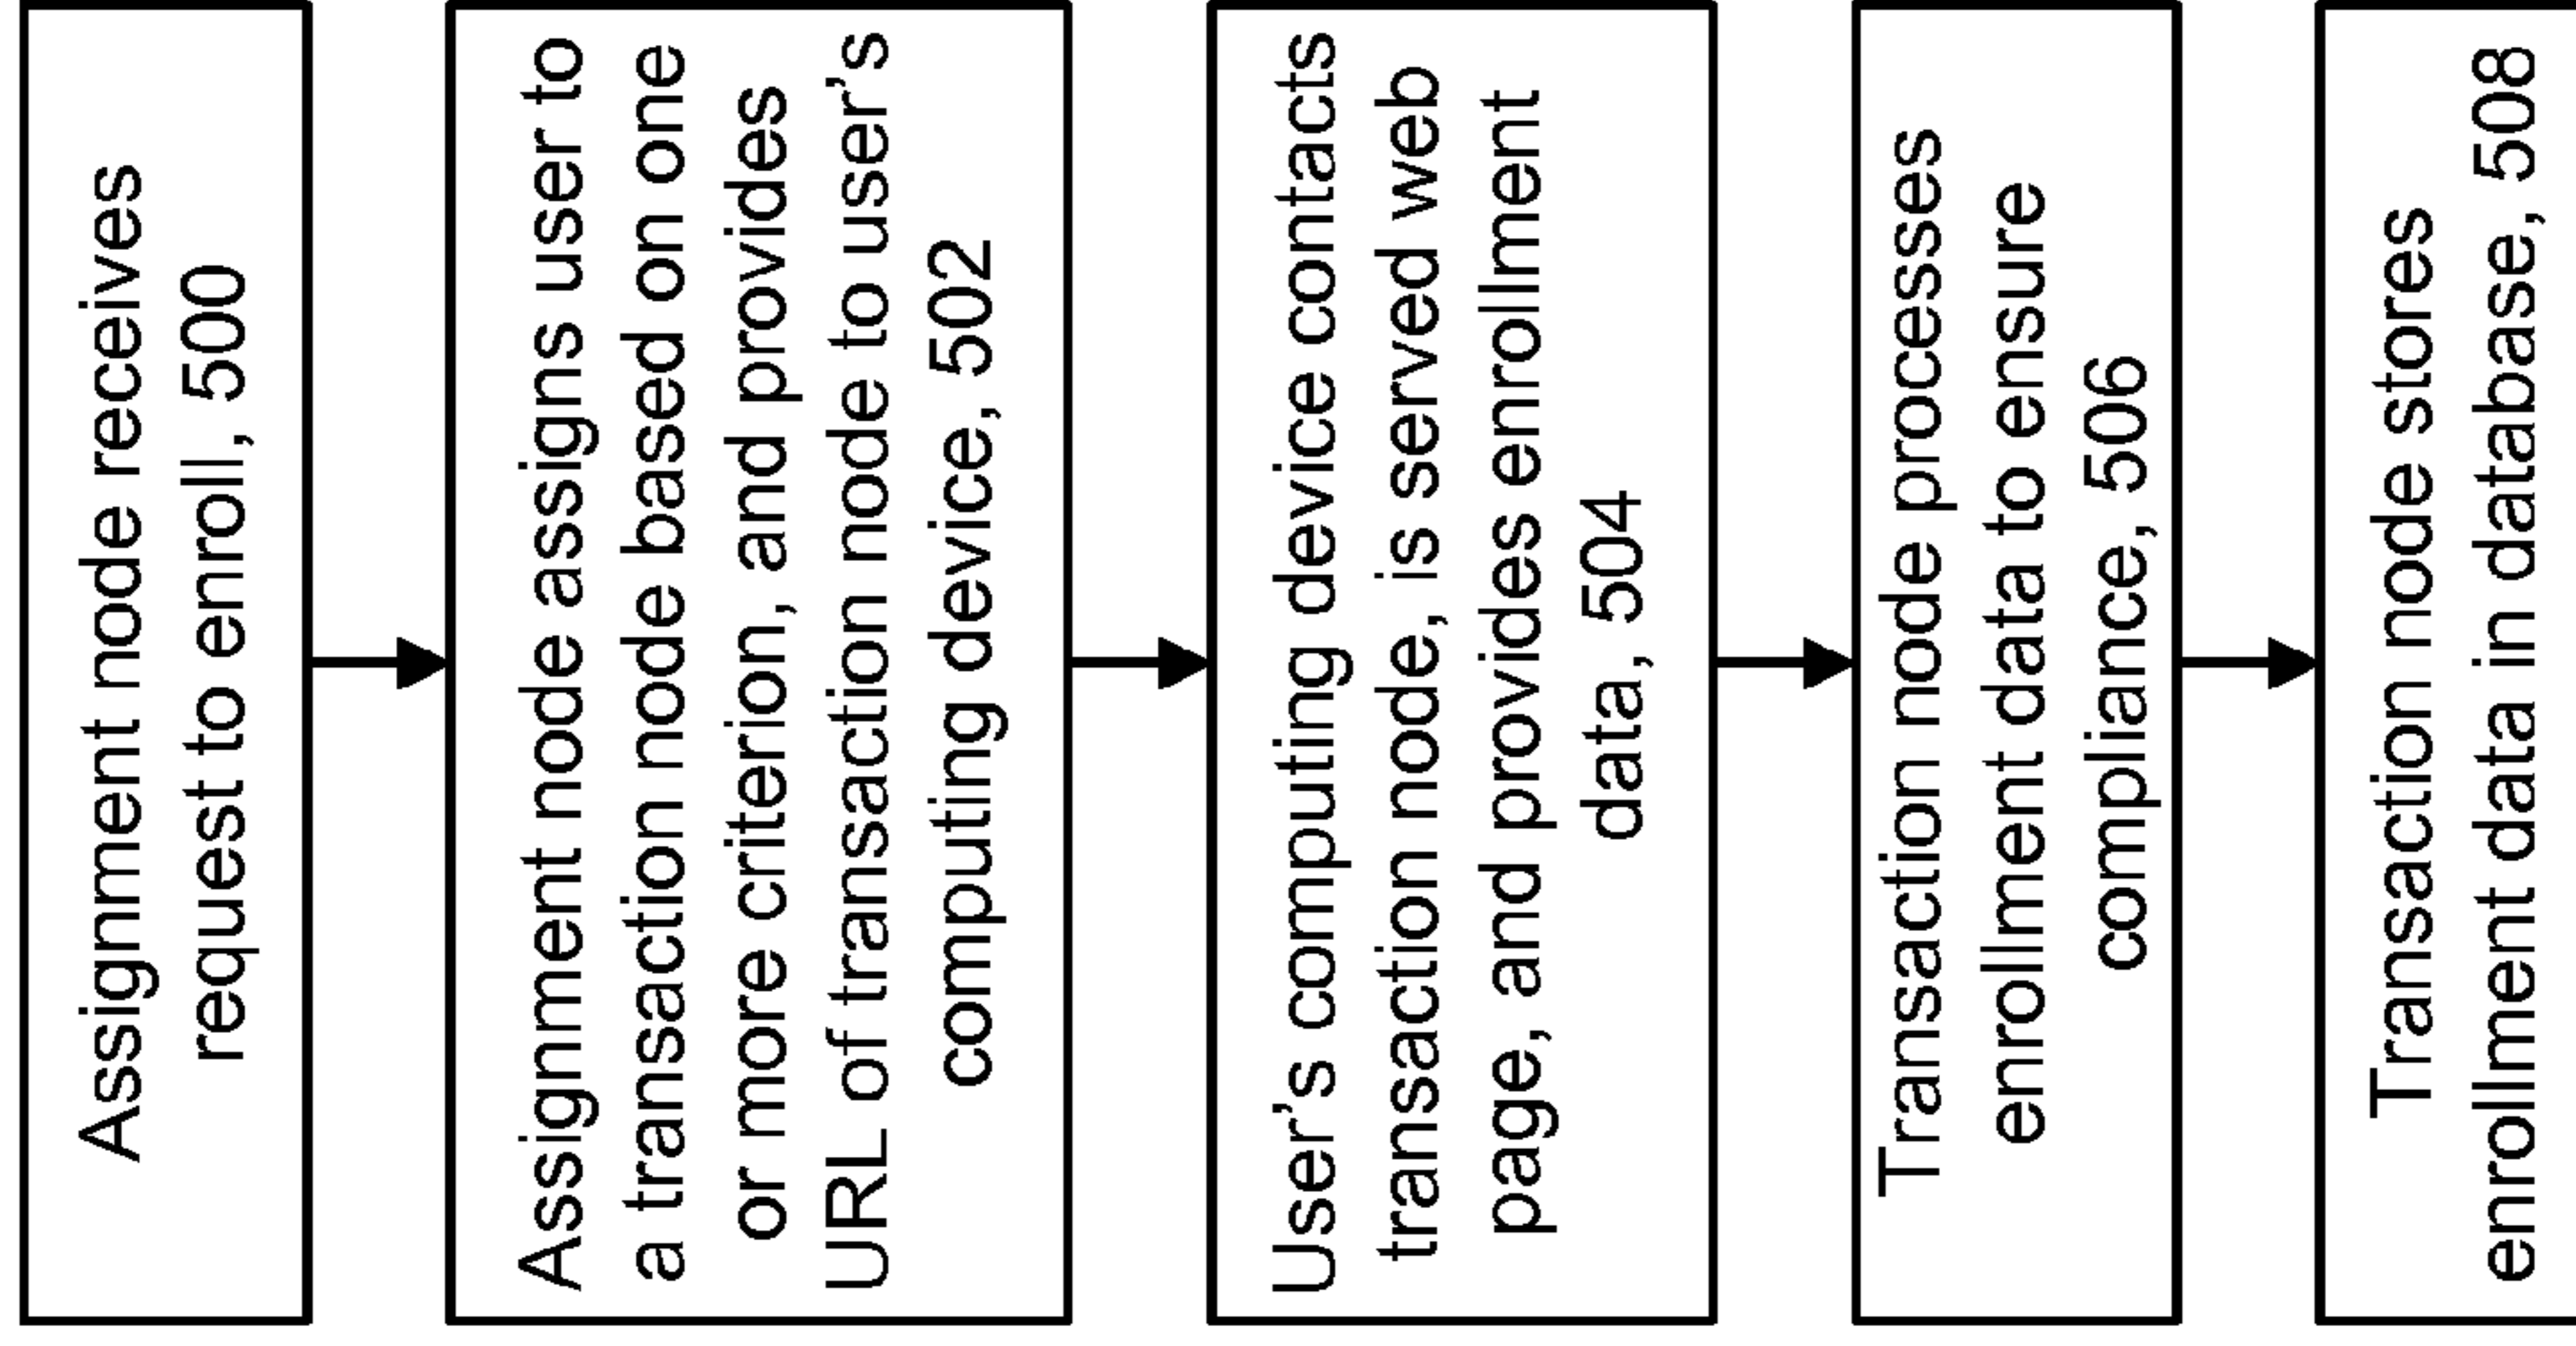 Assignment node receives
request to enroll, 500
Assignment node assigns user to
a transaction node based on one
or more criterion, and provides
URL of transaction node to user's
computing device, 502
User's computing device contacts
transaction node, is served web
page, and provides enrollment
data, 504
Transaction node processes
enrollment data to ensure
compliance, 506
Transaction node stores
enrollment data in database, 508